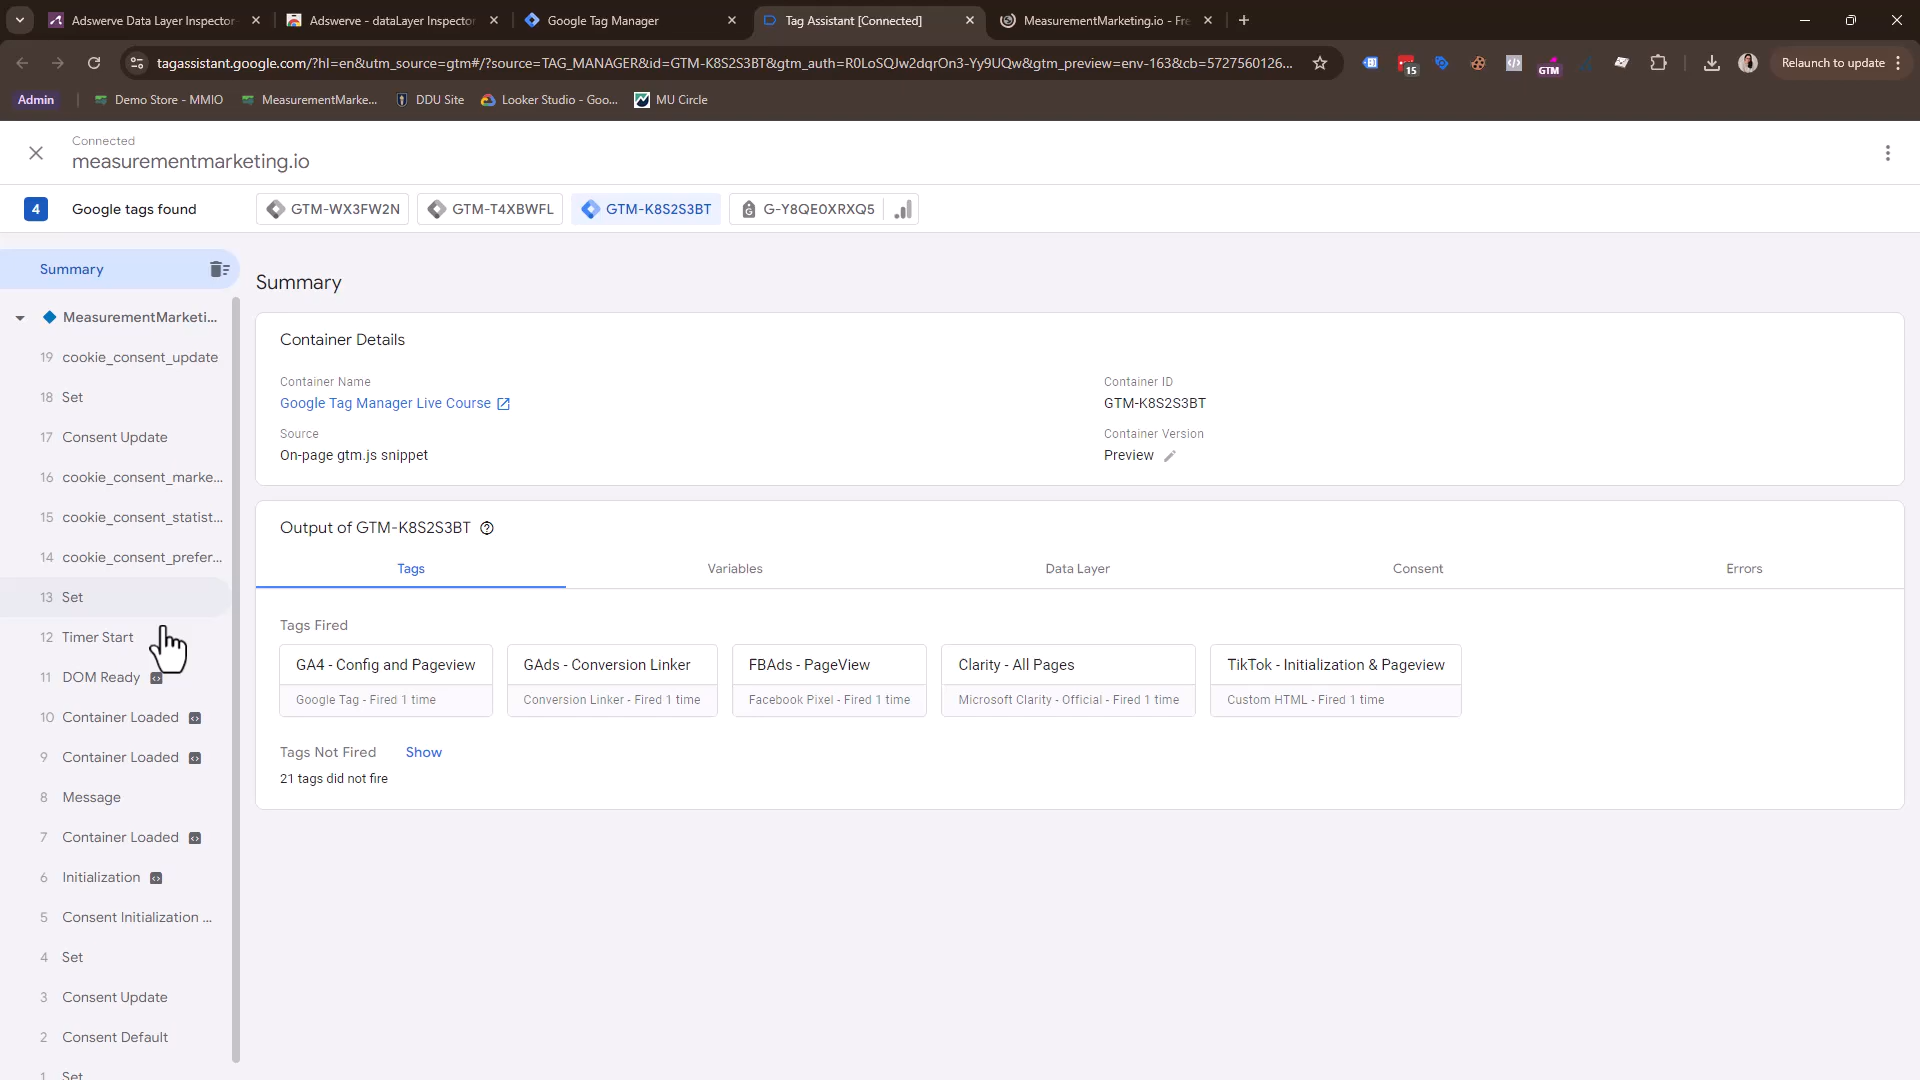 Adswerve Data Layer Inspector
Adswerve - dataLayer Inspector
Google Tag Manager
Tag Assistant [Connected]
MeasurementMarketing.io - Fre
tagassistant.google.com/?hl=en&utm_source=gtm#/?source=TAG_MANAGER&id=GTM-K8S2S3BT&gtm_auth=R0LoSQJw2dqrOn3-Yy9UQw&gtm_preview=env-163&cb=5727560126...
15
GTM
Relaunch to update
Admin
Demo Store - MMIO
MeasurementMarke...
DDU Site
Looker Studio - Goo...
MU Circle
Connected
measurementmarketing.io
4
Google tags found
GTM-WX3FW2N
GTM-T4XBWFL
GTM-K8S2S3BT
G-Y8QE0XRXQ5
Summary
MeasurementMarketi...
19 cookie_consent_update
18 Set
17 Consent Update
16 cookie_consent_marke...
15 cookie_consent_statist...
14 cookie_consent_prefer...
13 Set
12 Timer Start
11 DOM Ready
10 Container Loaded
9 Container Loaded
8 Message
7 Container Loaded
6 Initialization
5 Consent Initialization ...
4 Set
3 Consent Update
2 Consent Default
1 Set
Summary
Container Details
Container Name
Google Tag Manager Live Course
Container ID
GTM-K8S2S3BT
Source
On-page gtm.js snippet
Container Version
Preview
Output of GTM-K8S2S3BT
Tags
Variables
Data Layer
Consent
Errors
Tags Fired
GA4 - Config and Pageview
Google Tag - Fired 1 time
GAds - Conversion Linker
Conversion Linker - Fired 1 time
FBAds - PageView
Facebook Pixel - Fired 1 time
Clarity - All Pages
Microsoft Clarity - Official - Fired 1 time
TikTok - Initialization & Pageview
Custom HTML - Fired 1 time
Tags Not Fired
Show
21 tags did not fire